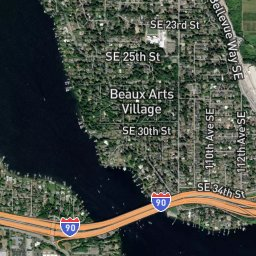 SE 23rd St
Bellevue Way SE
SE 25th St
Beaux Arts
Village
SE 30th St
110th Ave SE
112th Ave SE
SE 34th St
90
90